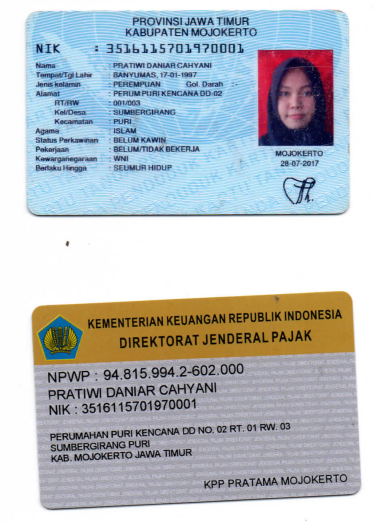 PROVINSI JAWA TIMUR
KABUPATEN MOJOKERTO
NIK : 3516115701970001
Nama : PRATIWI DANIAR CAHYANI
Tempat/Tgl Lahir : BANYUMAS, 17-01-1997
Jenis kelamin : PEREMPUAN Gol. Darah : -
Alamat : PERUM PURI KENCANA DD-02
RT/RW : 001/003
Kel/Desa : SUMBERGIRANG
Kecamatan : PURI
Agama : ISLAM
Status Perkawinan : BELUM KAWIN
Pekerjaan : BELUM/TIDAK BEKERJA
Kewarganegaraan : WNI
Berlaku Hingga : SEUMUR HIDUP
MOJOKERTO
28-07-2017
KEMENTERIAN KEUANGAN REPUBLIK INDONESIA
DIREKTORAT JENDERAL PAJAK
NPWP : 94.815.994.2-602.000
PRATIWI DANIAR CAHYANI
NIK : 3516115701970001
PERUMAHAN PURI KENCANA DD NO. 02 RT. 01 RW. 03
SUMBERGIRANG PURI
KAB. MOJOKERTO JAWA TIMUR
KPP PRATAMA MOJOKERTO